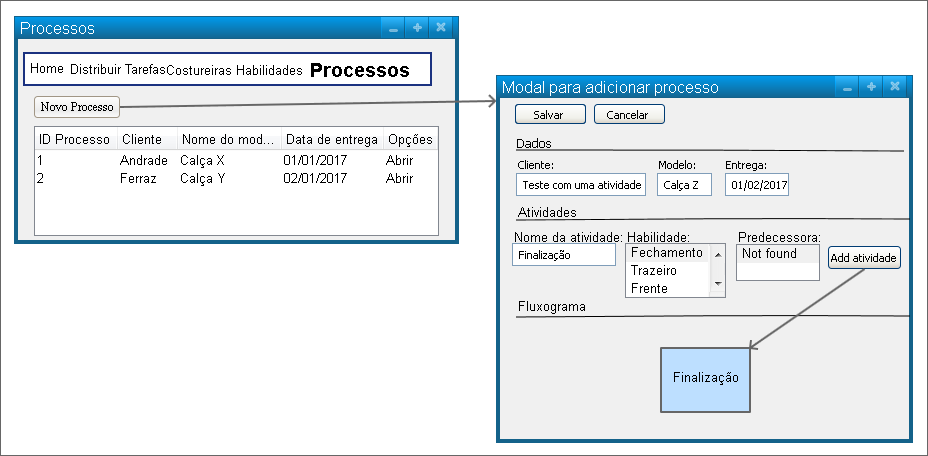 Processos
Home Distribuir Tarefas Costureiras Habilidades Processos
Novo Processo
ID Processo Cliente Nome do mod... Data de entrega Opções
1 Andrade Calça X 01/01/2017 Abrir
2 Ferraz Calça Y 02/01/2017 Abrir
Modal para adicionar processo
Salvar Cancelar
Dados
Cliente: Modelo: Entrega:
Teste com uma atividade Calça Z 01/02/2017
Atividades
Nome da atividade: Habilidade: Predecessora:
Finalização Fechamento Not found Add atividade
Trazeiro
Frente
Fluxograma
Finalização